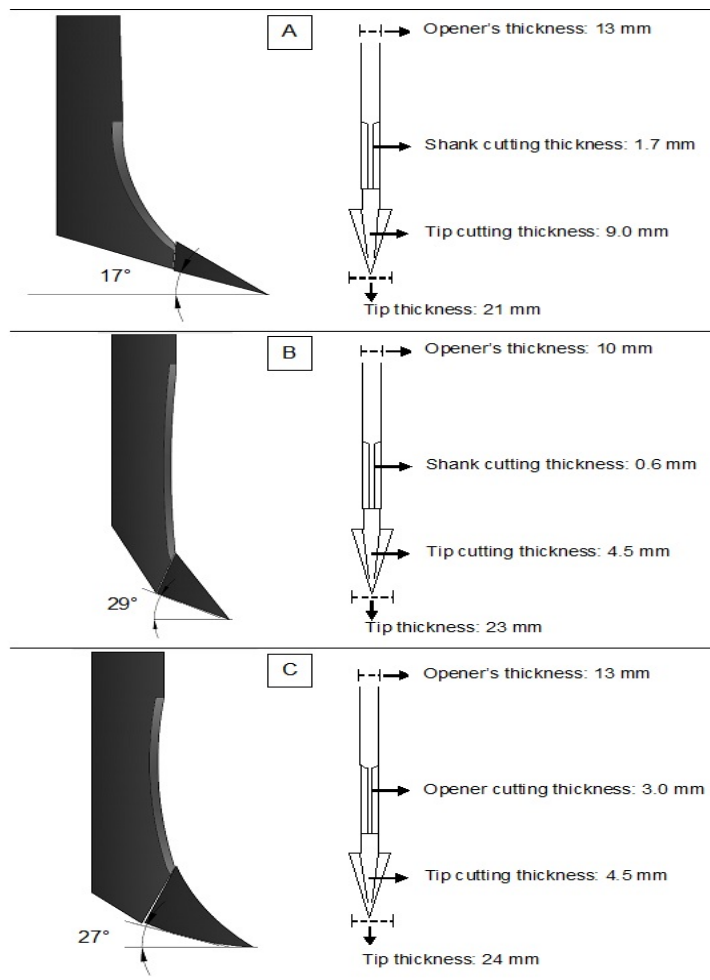 A
Opener's thickness: 13 mm
Shank cutting thickness: 1.7 mm
Tip cutting thickness: 9.0 mm
17°
Tip thickness: 21 mm
B
Opener's thickness: 10 mm
Shank cutting thickness: 0.6 mm
Tip cutting thickness: 4.5 mm
29°
Tip thickness: 23 mm
C
Opener's thickness: 13 mm
Opener cutting thickness: 3.0 mm
Tip cutting thickness: 4.5 mm
27°
Tip thickness: 24 mm